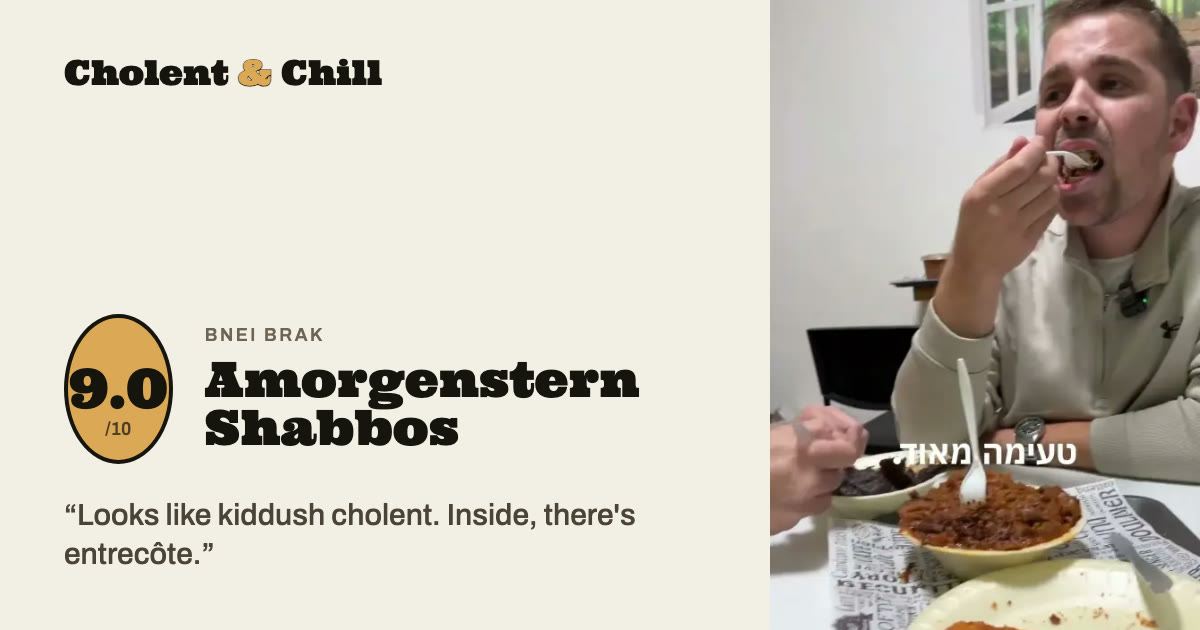 Cholent & Chill
9.0
/10
BNEI BRAK
Amorgenstern
Shabbos
“Looks like kiddush cholent. Inside, there's
entrecôte.”
טעימה מאוד.